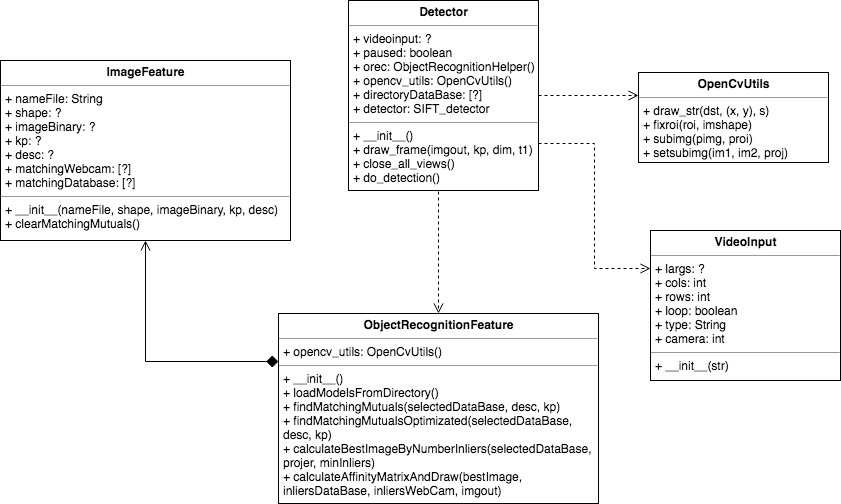 Detector
+ videoinput: ?
+ paused: boolean
+ orec: ObjectRecognitionHelper()
+ opencv_utils: OpenCvUtils()
+ directoryDataBase: [?]
+ detector: SIFT_detector
+ __init__()
+ draw_frame(imgout, kp, dim, t1)
+ close_all_views()
+ do_detection()
ImageFeature
+ nameFile: String
+ shape: ?
+ imageBinary: ?
+ kp: ?
+ desc: ?
+ matchingWebcam: [?]
+ matchingDatabase: [?]
+ __init__(nameFile, shape, imageBinary, kp, desc)
+ clearMatchingMutuals()
OpenCvUtils
+ draw_str(dst, (x, y), s)
+ fixroi(roi, imshape)
+ subimg(pimg, proi)
+ setsubimg(im1, im2, proj)
VideoInput
+ largs: ?
+ cols: int
+ rows: int
+ loop: boolean
+ type: String
+ camera: int
+ __init__(str)
ObjectRecognitionFeature
+ opencv_utils: OpenCvUtils()
+ __init__()
+ loadModelsFromDirectory()
+ findMatchingMutuals(selectedDataBase, desc, kp)
+ findMatchingMutualsOptimizated(selectedDataBase,
desc, kp)
+ calculateBestImageByNumberInliers(selectedDataBase,
projer, minInliers)
+ calculateAffinityMatrixAndDraw(bestImage,
inliersDataBase, inliersWebCam, imgout)